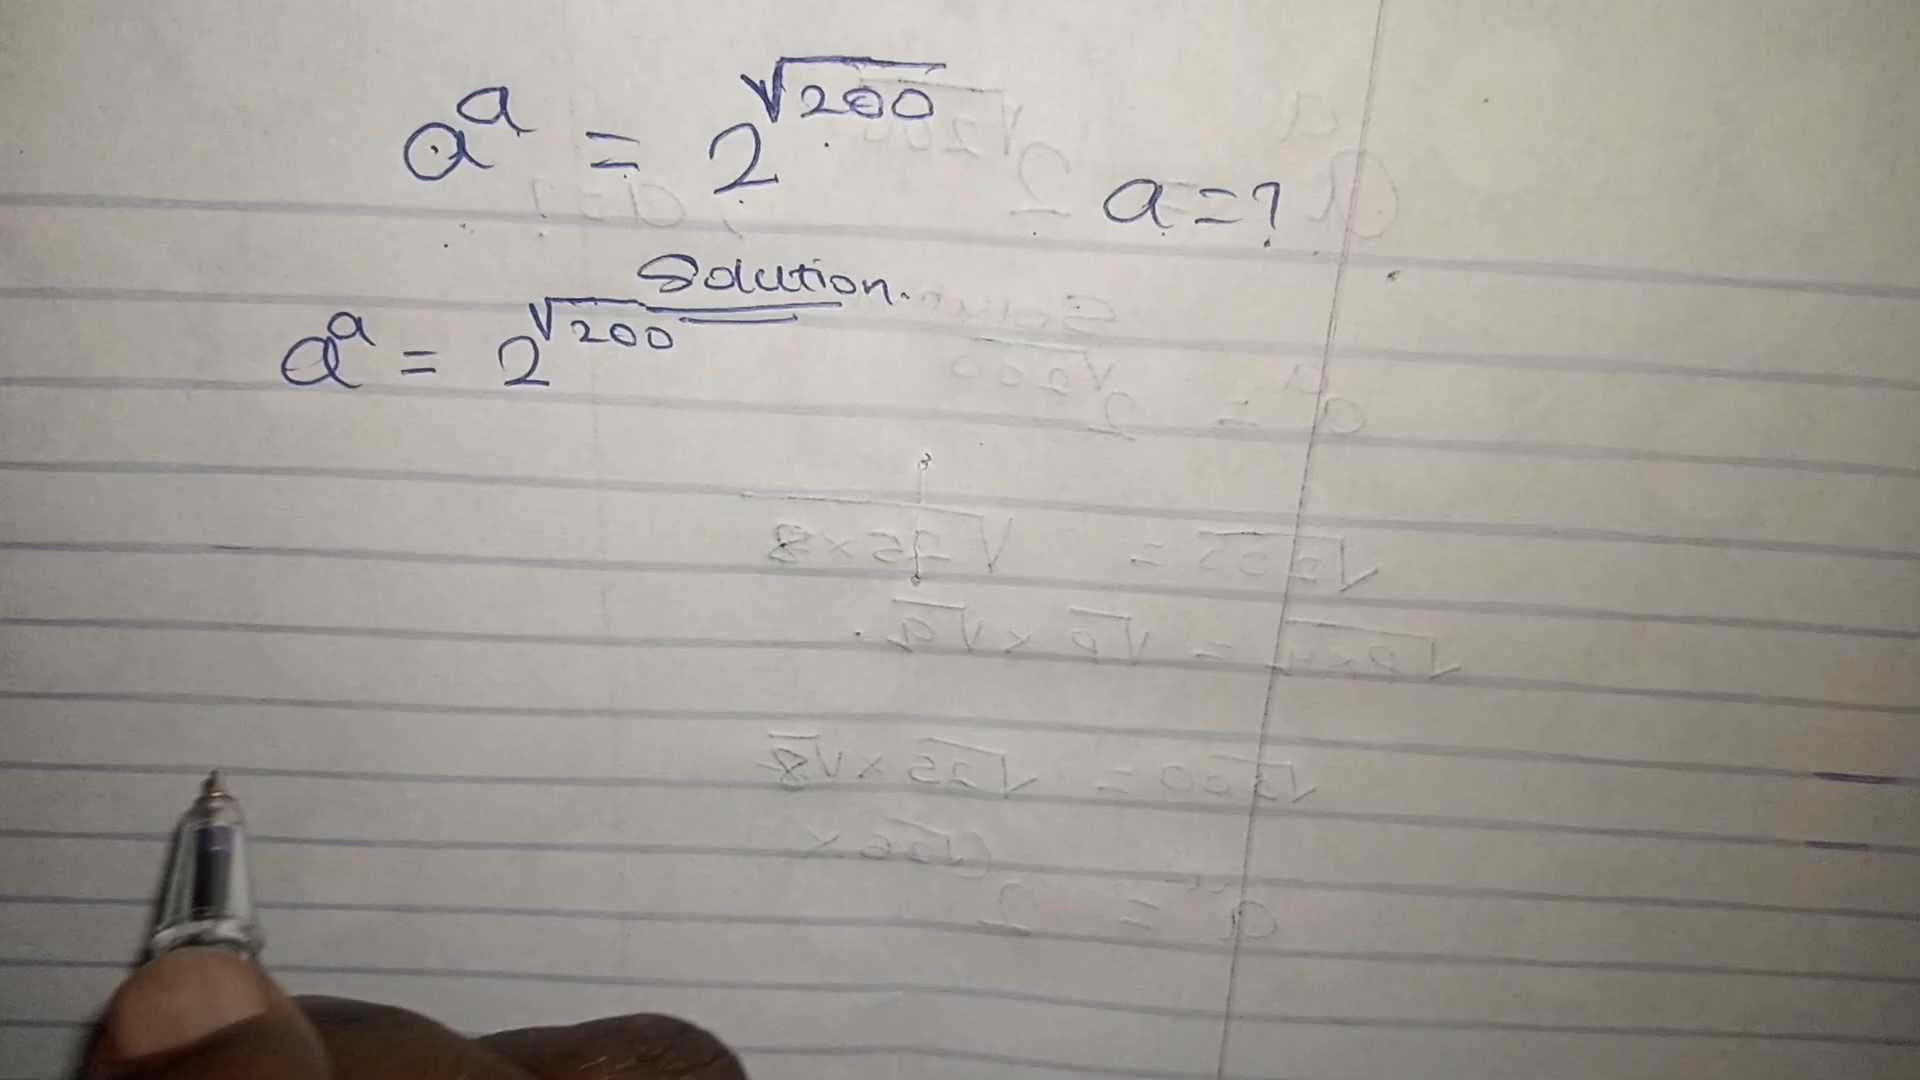 a^a = 2^√200
a = ?
Solution.
a^a = 2^√200